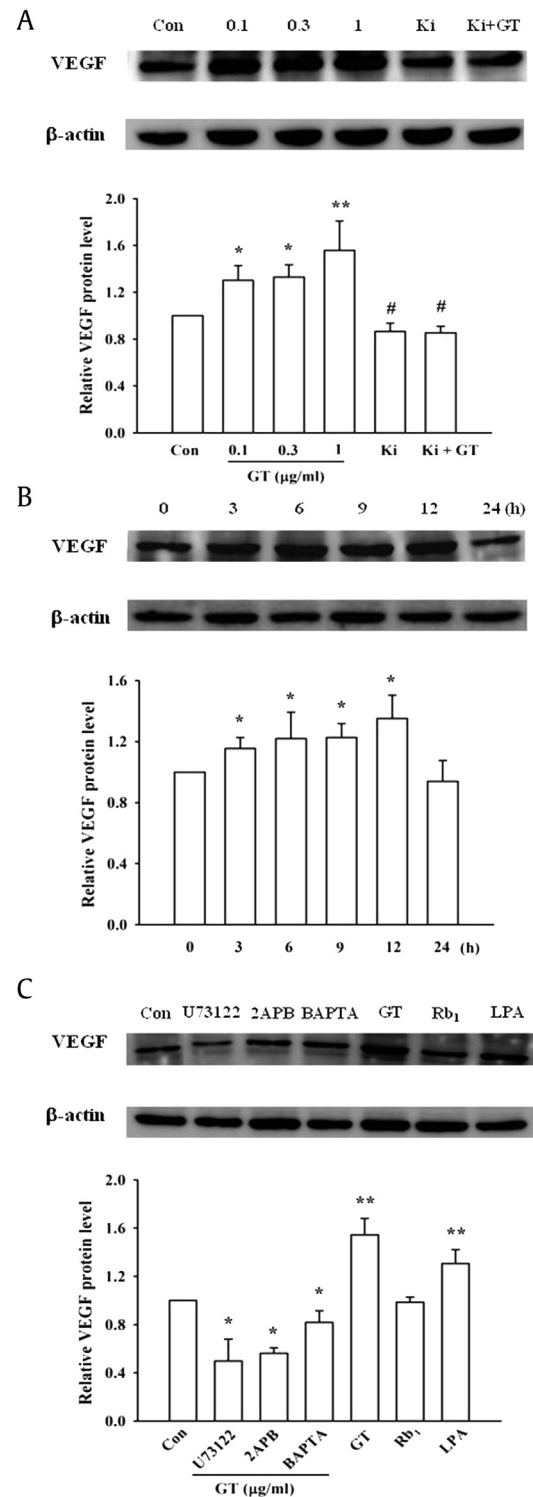 A
Con 0.1 0.3 1 Ki Ki+GT
VEGF
β-actin
Relative VEGF protein level
2.0
1.6
1.2
0.8
0.4
0.0
* * ** # #
Con 0.1 0.3 1 Ki Ki + GT
GT (μg/ml)
B
0 3 6 9 12 24 (h)
VEGF
β-actin
Relative VEGF protein level
1.6
1.2
0.8
0.4
0.0
* * * *
0 3 6 9 12 24 (h)
C
Con U73122 2APB BAPTA GT Rb₁ LPA
VEGF
β-actin
Relative VEGF protein level
2.0
1.6
1.2
0.8
0.4
0.0
* * * ** **
Con U73122 2APB BAPTA GT Rb₁ LPA
GT (μg/ml)